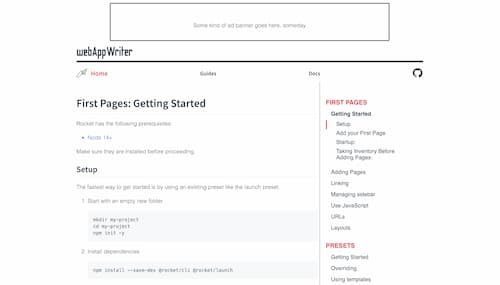 Some kind of ad banner goes here, someday.
webAppWriter
Home
Guides
Docs
First Pages: Getting Started
Rocket has the following prerequisites:
Node 14+
Make sure they are installed before proceeding.
Setup
The fastest way to get started is by using an existing preset like the launch preset.
1. Start with an empty new folder
mkdir my-project
cd my-project
npm init -y
2. Install dependencies
npm install --save-dev @rocket/cli @rocket/launch
FIRST PAGES
Getting Started
Setup
Add your First Page
Startup:
Taking Inventory Before
Adding Pages:
Adding Pages
Linking
Managing sidebar
Use JavaScript
URLs
Layouts
PRESETS
Getting Started
Overriding
Using templates